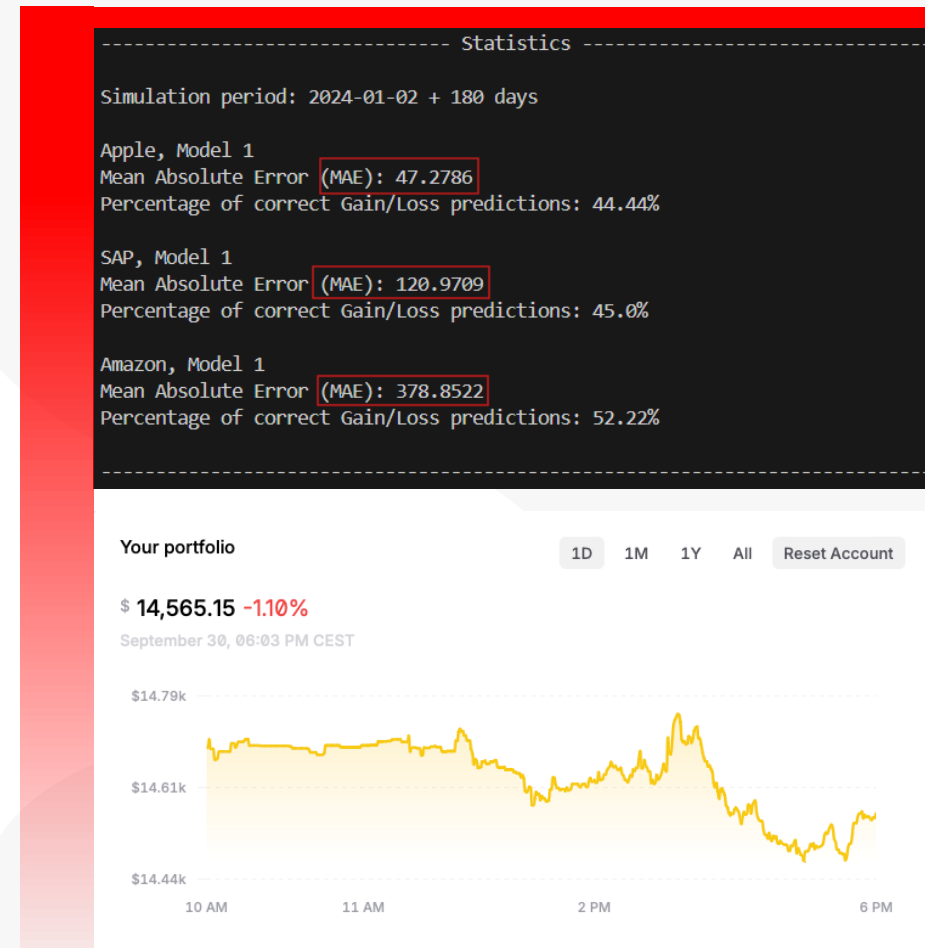 -------------------------------- Statistics --------------------------------
Simulation period: 2024-01-02 + 180 days
Apple, Model 1
Mean Absolute Error (MAE): 47.2786
Percentage of correct Gain/Loss predictions: 44.44%
SAP, Model 1
Mean Absolute Error (MAE): 120.9709
Percentage of correct Gain/Loss predictions: 45.0%
Amazon, Model 1
Mean Absolute Error (MAE): 378.8522
Percentage of correct Gain/Loss predictions: 52.22%
Your portfolio 1D 1M 1Y All Reset Account
$ 14,565.15 -1.10%
September 30, 06:03 PM CEST
$14.79k
$14.61k
$14.44k
10 AM 11 AM 2 PM 6 PM